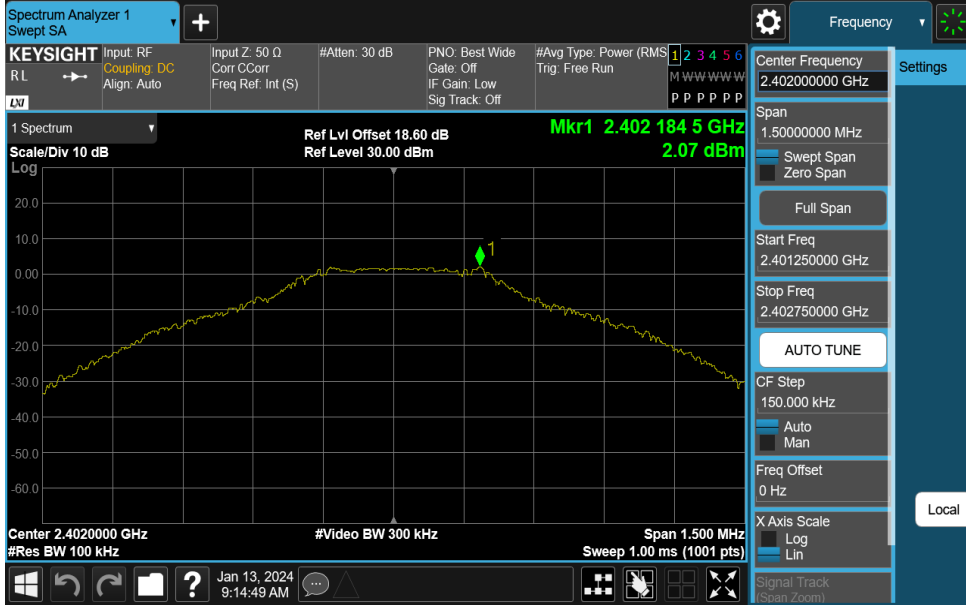 Spectrum Analyzer 1
Swept SA
Frequency
KEYSIGHT
RL
LXI
Input: RF
Coupling: DC
Align: Auto
Input Z: 50 Ω
Corr CCorr
Freq Ref: Int (S)
#Atten: 30 dB
PNO: Best Wide
Gate: Off
IF Gain: Low
Sig Track: Off
#Avg Type: Power (RMS
Trig: Free Run
1 2 3 4 5 6
M W W W W W
P P P P P P
1 Spectrum
Scale/Div 10 dB
Log
Ref Lvl Offset 18.60 dB
Ref Level 30.00 dBm
Mkr1 2.402 184 5 GHz
2.07 dBm
20.0
10.0
0.00
-10.0
-20.0
-30.0
-40.0
-50.0
-60.0
1
Center 2.4020000 GHz
#Res BW 100 kHz
#Video BW 300 kHz
Span 1.500 MHz
Sweep 1.00 ms (1001 pts)
?
Jan 13, 2024
9:14:49 AM
Center Frequency
2.402000000 GHz
Span
1.50000000 MHz
Swept Span
Zero Span
Full Span
Start Freq
2.401250000 GHz
Stop Freq
2.402750000 GHz
AUTO TUNE
CF Step
150.000 kHz
Auto
Man
Freq Offset
0 Hz
X Axis Scale
Log
Lin
Signal Track
(Span Zoom)
Settings
Local